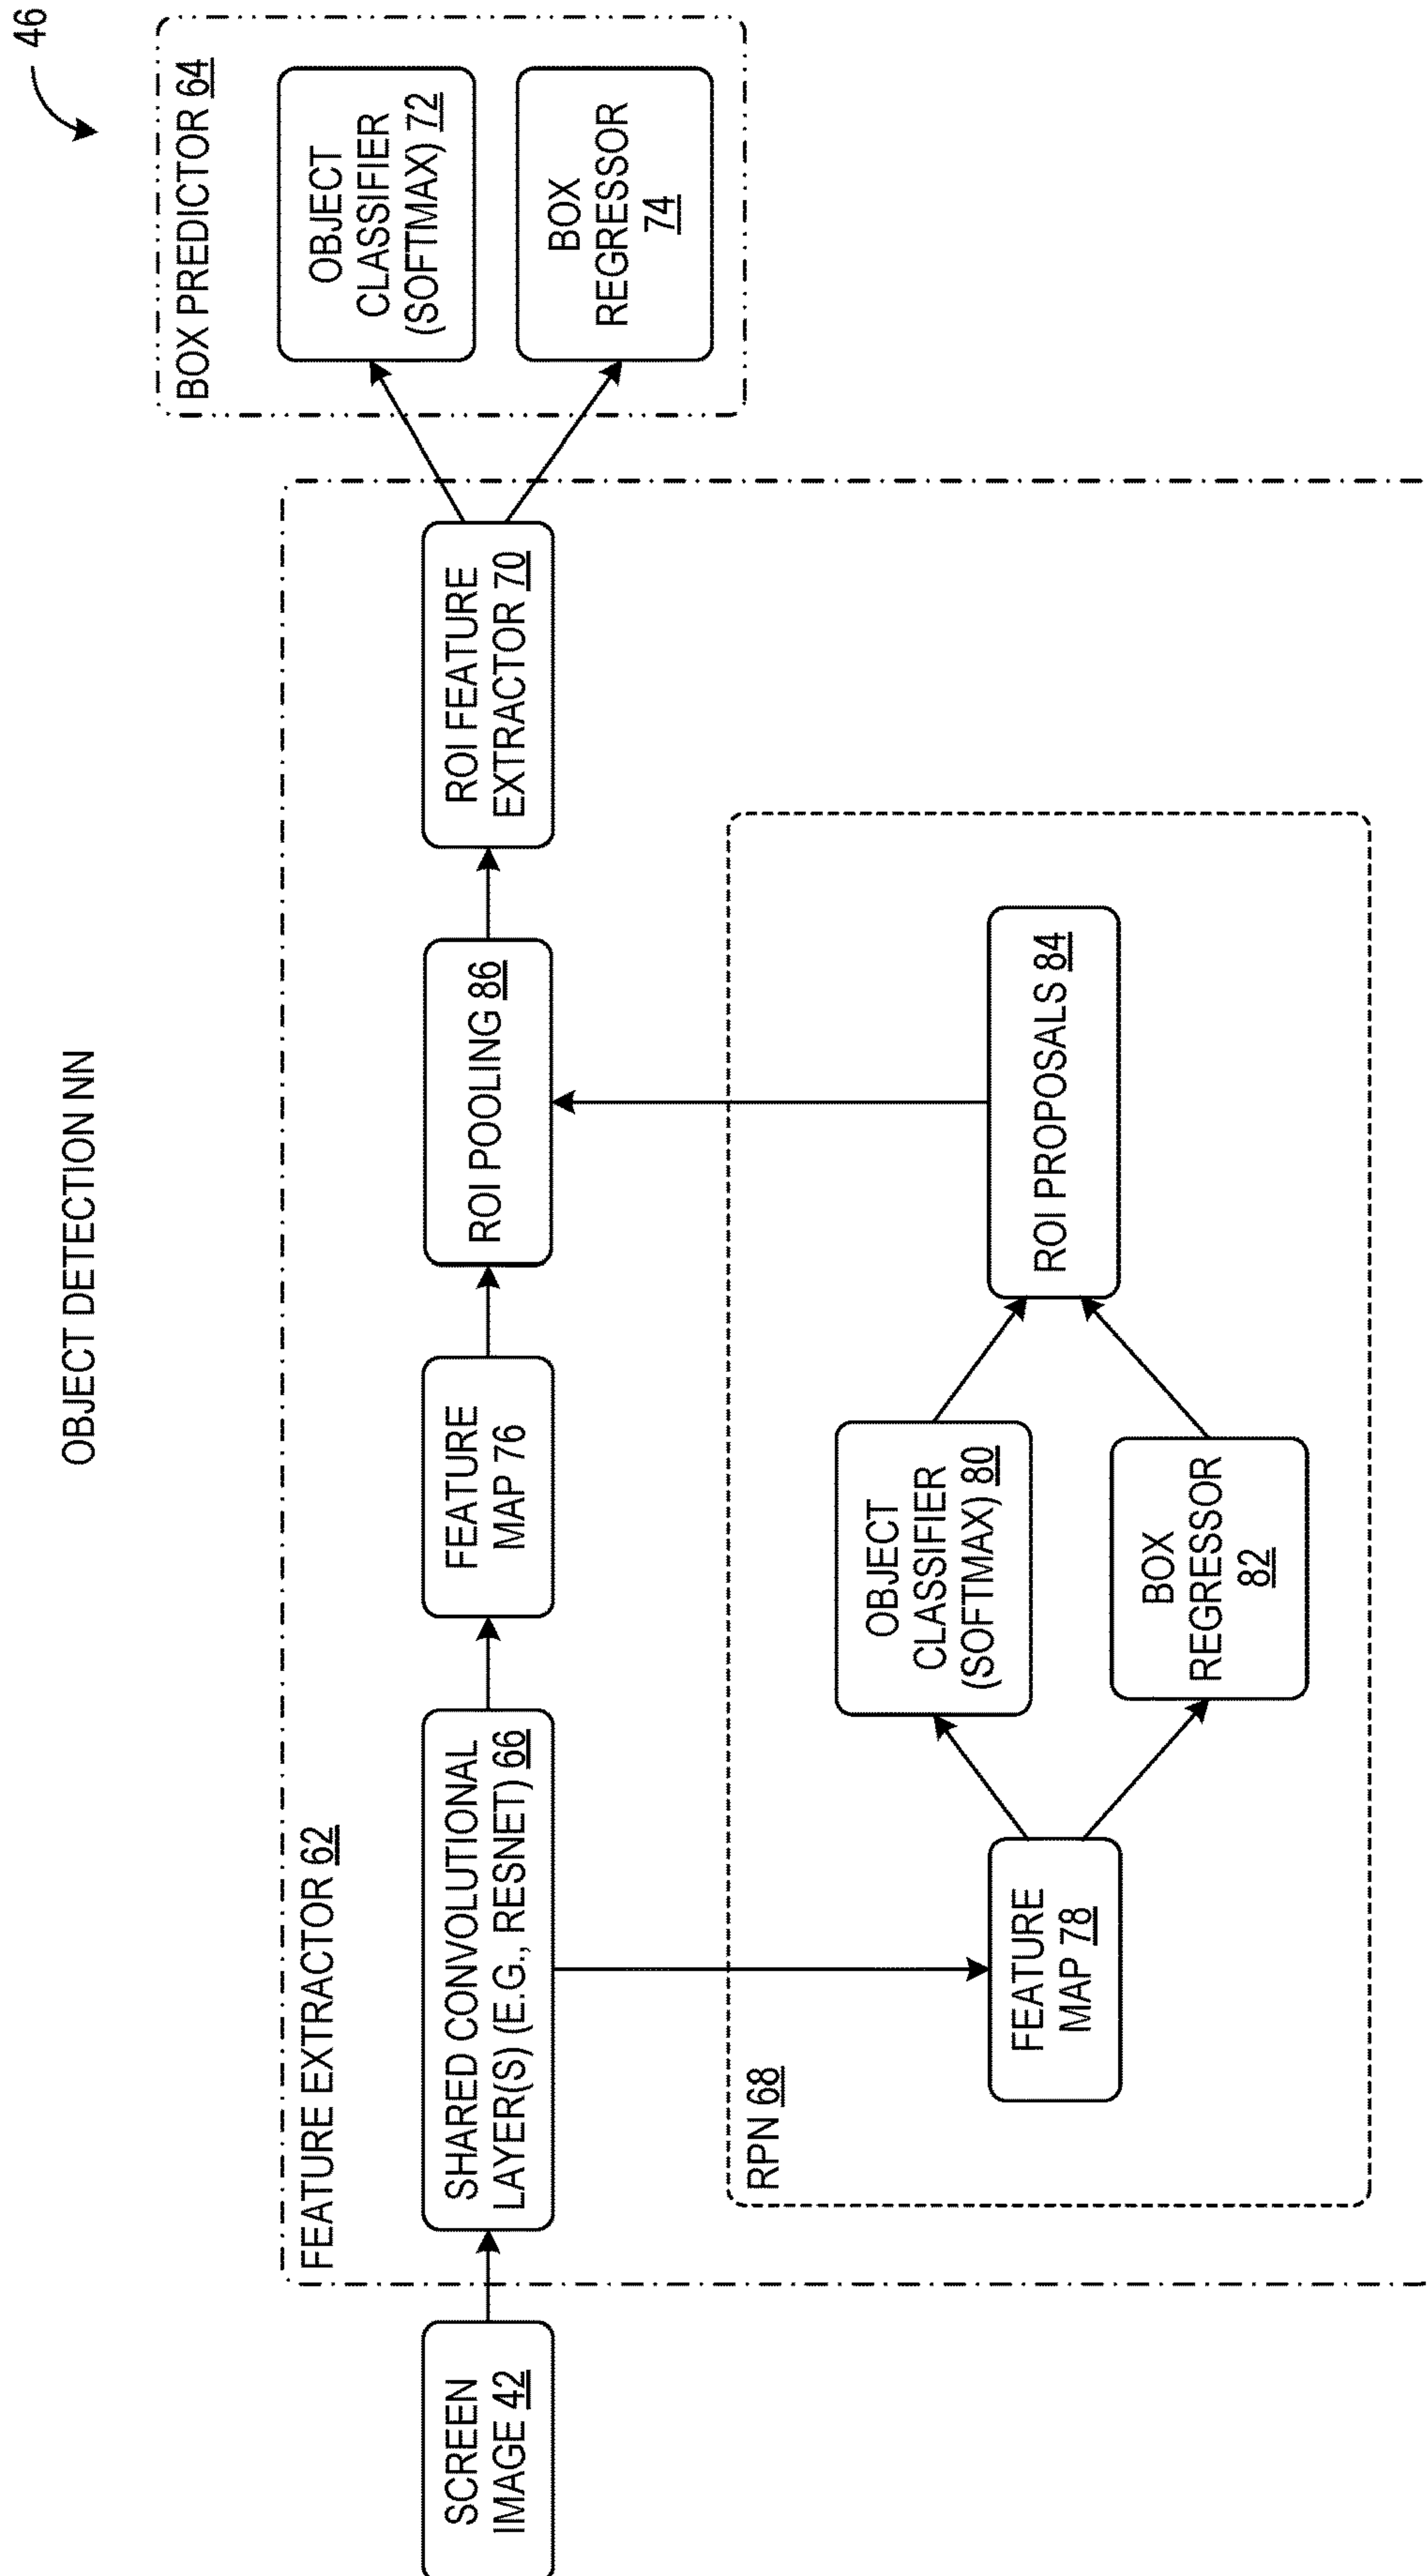 OBJECT DETECTION NN
46
FEATURE EXTRACTOR 62
SCREEN
IMAGE 42
SHARED CONVOLUTIONAL
LAYER(S) (E.G., RESNET) 66
FEATURE
MAP 76
ROI POOLING 86
ROI FEATURE
EXTRACTOR 70
BOX PREDICTOR 64
OBJECT
CLASSIFIER
(SOFTMAX) 72
BOX
REGRESSOR
74
RPN 68
FEATURE
MAP 78
OBJECT
CLASSIFIER
(SOFTMAX) 80
BOX
REGRESSOR
82
ROI PROPOSALS 84